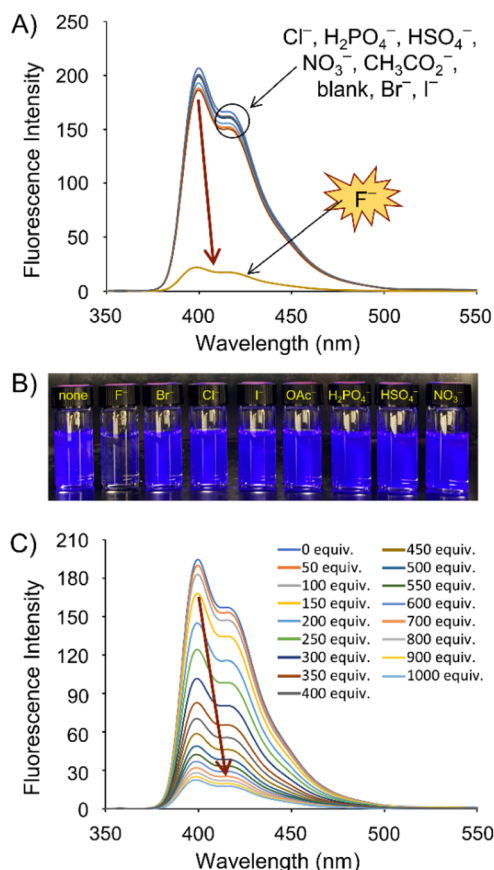 A)
Cl⁻, H₂PO₄⁻, HSO₄⁻,
NO₃⁻, CH₃CO₂⁻,
blank, Br⁻, I⁻
F⁻
Fluorescence Intensity
250
200
150
100
50
0
350 400 450 500 550
Wavelength (nm)
B)
none F⁻ Br⁻ Cl⁻ I⁻ OAc⁻ H₂PO₄⁻ HSO₄⁻ NO₃⁻
C)
Fluorescence Intensity
210
180
150
120
90
60
30
0
0 equiv. 450 equiv.
50 equiv. 500 equiv.
100 equiv. 550 equiv.
150 equiv. 600 equiv.
200 equiv. 700 equiv.
250 equiv. 800 equiv.
300 equiv. 900 equiv.
350 equiv. 1000 equiv.
400 equiv.
350 400 450 500 550
Wavelength (nm)